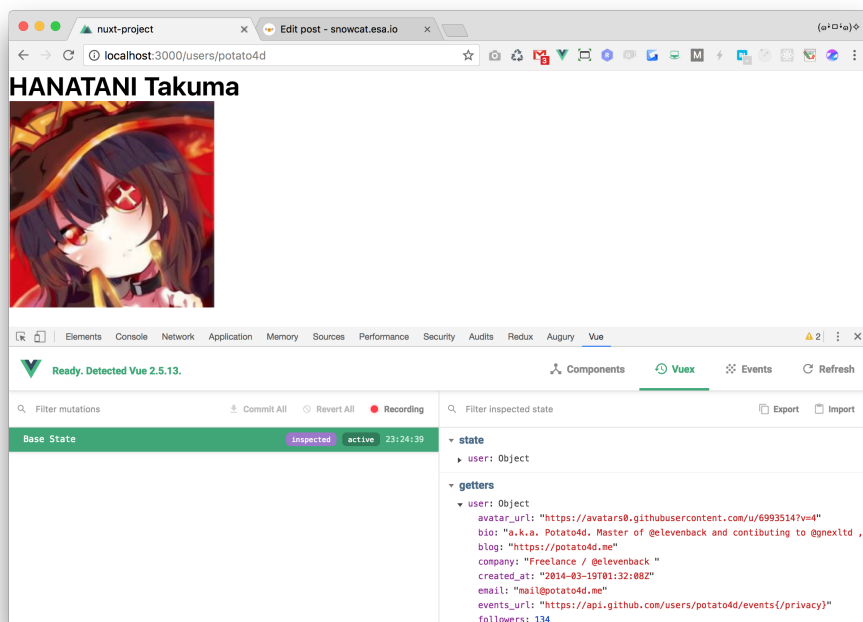 nuxt-project
Edit post - snowcat.esa.io
localhost:3000/users/potato4d
3
HANATANI Takuma
Elements Console Network Application Memory Sources Performance Security Audits Redux Augury Vue 2
Ready. Detected Vue 2.5.13.
Components Vuex Events Refresh
Filter mutations Commit All Revert All Recording
Filter inspected state Export Import
Base State inspected active 23:24:39
state
user: Object
getters
user: Object
avatar_url: "https://avatars0.githubusercontent.com/u/6993514?v=4"
bio: "a.k.a. Potato4d. Master of @elevenback and contibuting to @gnexltd ,
blog: "https://potato4d.me"
company: "Freelance / @elevenback "
created_at: "2014-03-19T01:32:08Z"
email: "mail@potato4d.me"
events_url: "https://api.github.com/users/potato4d/events{/privacy}"
followers: 134